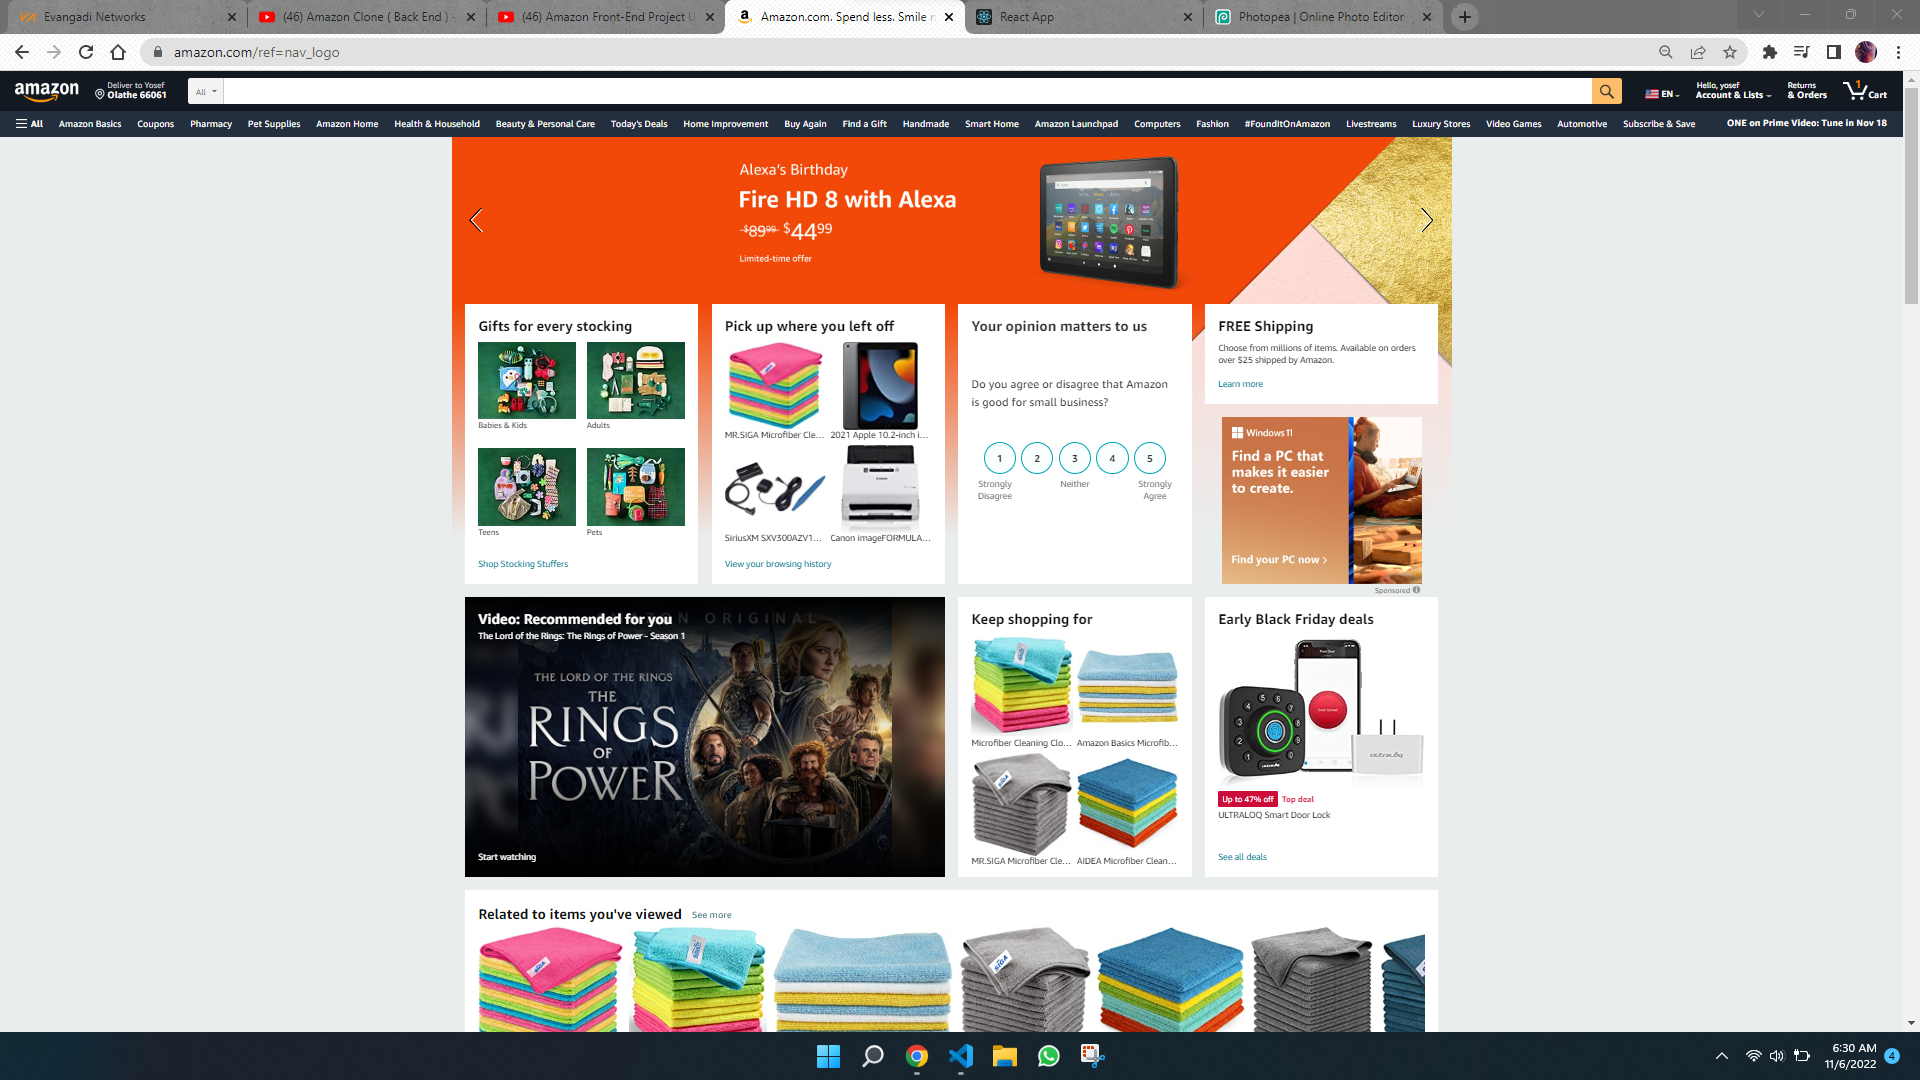 Evangadi Networks
(46) Amazon Clone ( Back End ) -
(46) Amazon Front-End Project U
Amazon.com. Spend less. Smile m
React App
Photopea | Online Photo Editor
amazon.com/ref=nav_logo
amazon
Deliver to Yosef
Olathe 66061
All
EN
Hello, yosef
Account & Lists
Returns
& Orders
1
Cart
All
Amazon Basics
Coupons
Pharmacy
Pet Supplies
Amazon Home
Health & Household
Beauty & Personal Care
Today's Deals
Home Improvement
Buy Again
Find a Gift
Handmade
Smart Home
Amazon Launchpad
Computers
Fashion
#FoundItOnAmazon
Livestreams
Luxury Stores
Video Games
Automotive
Subscribe & Save
ONE on Prime Video: Tune in Nov 18
Alexa's Birthday
Fire HD 8 with Alexa
$8999 $4499
Limited-time offer
Gifts for every stocking
Babies & Kids
Adults
Teens
Pets
Shop Stocking Stuffers
Pick up where you left off
MR.SIGA Microfiber Cle...
2021 Apple 10.2-inch i...
SiriusXM SXV300AZV1...
Canon imageFORMULA...
View your browsing history
Your opinion matters to us
Do you agree or disagree that Amazon
is good for small business?
1 2 3 4 5
Strongly
Disagree
Neither
Strongly
Agree
FREE Shipping
Choose from millions of items. Available on orders
over $25 shipped by Amazon.
Learn more
Windows 11
Find a PC that
makes it easier
to create.
Find your PC now >
Sponsored
AMAZON ORIGINAL
Video: Recommended for you
The Lord of the Rings: The Rings of Power - Season 1
THE LORD OF THE RINGS
THE
RINGS
OF
POWER
Start watching
Keep shopping for
Microfiber Cleaning Clo...
Amazon Basics Microfib...
MR.SIGA Microfiber Cle...
AIDEA Microfiber Clean...
Early Black Friday deals
ULTRALOQ
Up to 47% off
Top deal
ULTRALOQ Smart Door Lock
See all deals
Related to items you've viewed
See more
SIGA
SIGA
6:30 AM
11/6/2022
4